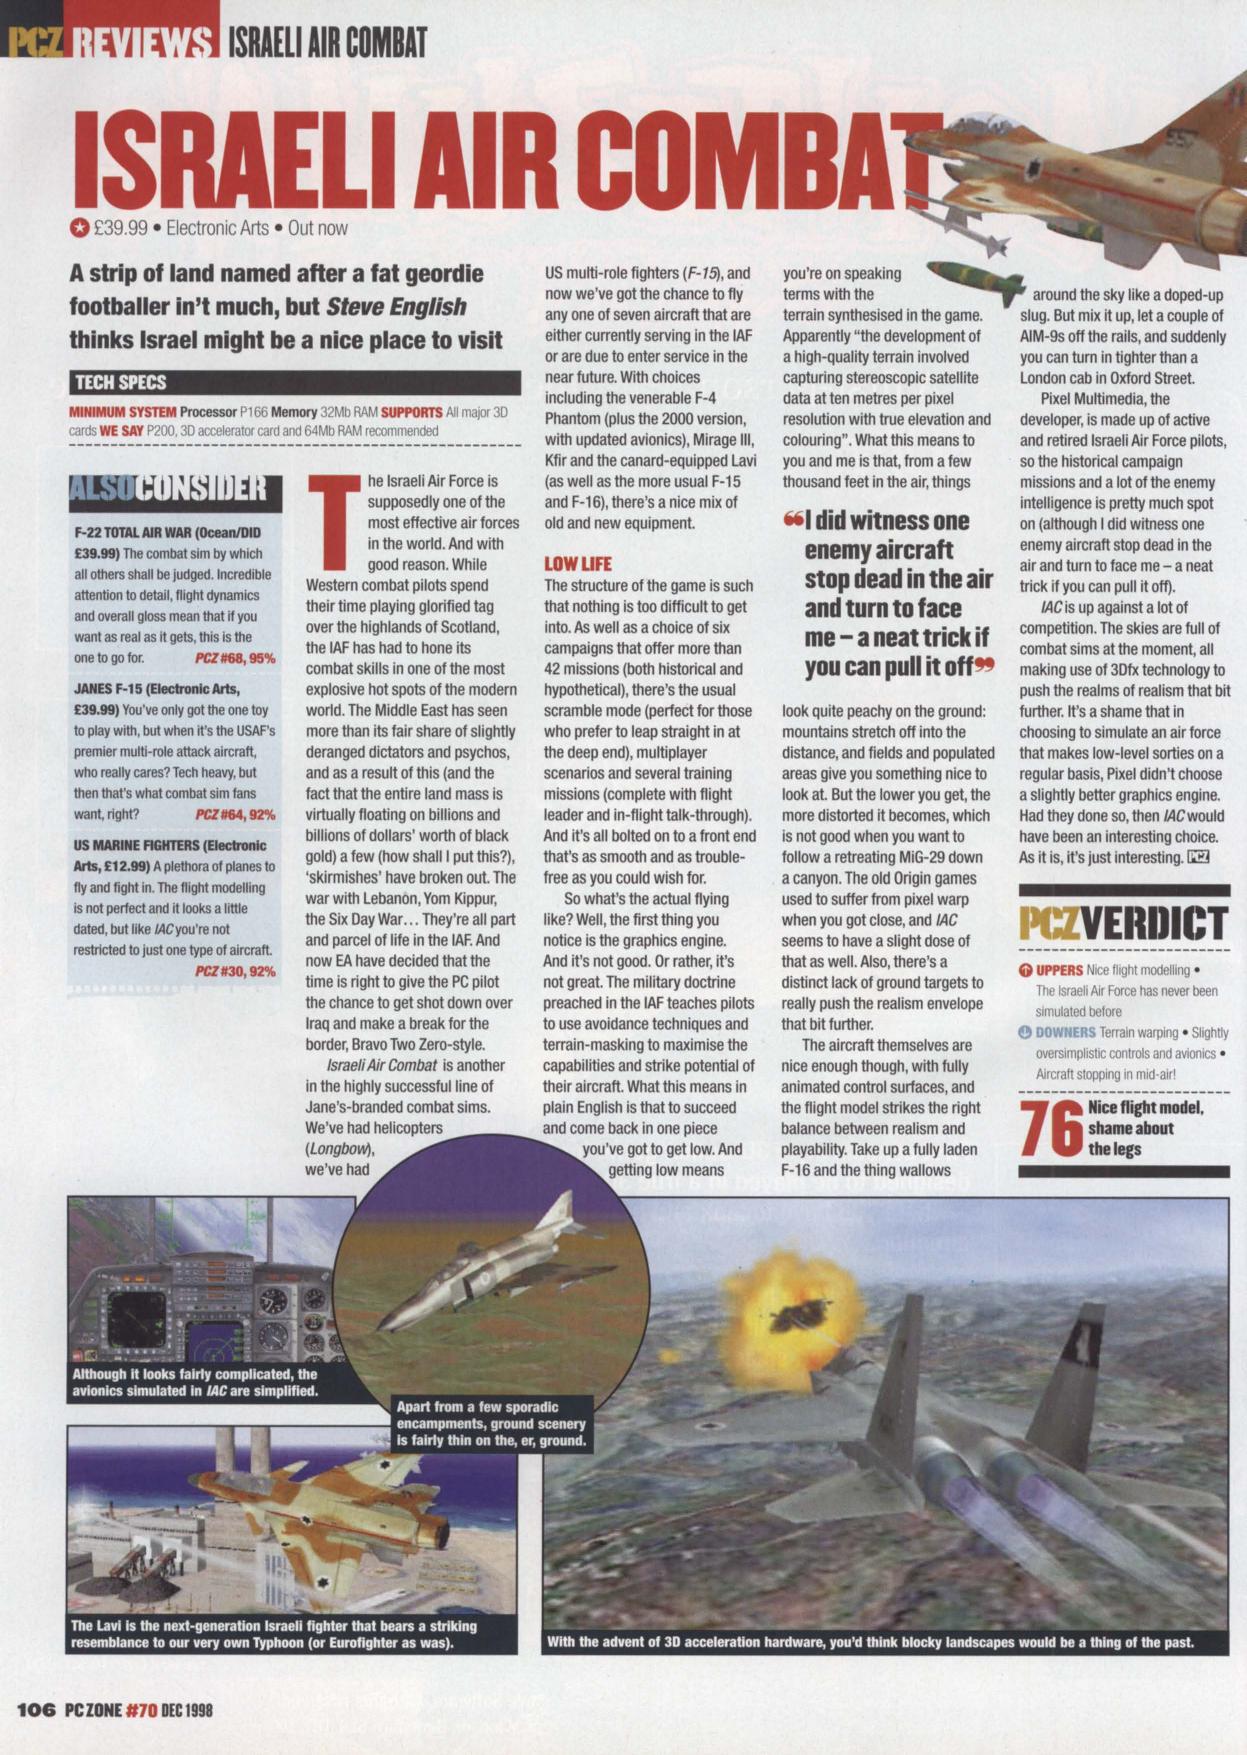 PCZ REVIEWS ISRAELI AIR COMBAT
ISRAELI AIR COMBAT
£39.99 • Electronic Arts • Out now
A strip of land named after a fat geordie
footballer in't much, but Steve English
thinks Israel might be a nice place to visit
TECH SPECS
MINIMUM SYSTEM Processor P166 Memory 32Mb RAM SUPPORTS All major 3D
cards WE SAY P200, 3D accelerator card and 64Mb RAM recommended
ALSO CONSIDER
F-22 TOTAL AIR WAR (Ocean/DID
£39.99) The combat sim by which
all others shall be judged. Incredible
attention to detail, flight dynamics
and overall gloss mean that if you
want as real as it gets, this is the
one to go for. PCZ #68, 95%
JANES F-15 (Electronic Arts,
£39.99) You've only got the one toy
to play with, but when it's the USAF's
premier multi-role attack aircraft,
who really cares? Tech heavy, but
then that's what combat sim fans
want, right? PCZ #64, 92%
US MARINE FIGHTERS (Electronic
Arts, £12.99) A plethora of planes to
fly and fight in. The flight modelling
is not perfect and it looks a little
dated, but like IAC you're not
restricted to just one type of aircraft.
PCZ #30, 92%
The Israeli Air Force is
supposedly one of the
most effective air forces
in the world. And with
good reason. While
Western combat pilots spend
their time playing glorified tag
over the highlands of Scotland,
the IAF has had to hone its
combat skills in one of the most
explosive hot spots of the modern
world. The Middle East has seen
more than its fair share of slightly
deranged dictators and psychos,
and as a result of this (and the
fact that the entire land mass is
virtually floating on billions and
billions of dollars' worth of black
gold) a few (how shall I put this?),
'skirmishes' have broken out. The
war with Lebanon, Yom Kippur,
the Six Day War... They're all part
and parcel of life in the IAF. And
now EA have decided that the
time is right to give the PC pilot
the chance to get shot down over
Iraq and make a break for the
border, Bravo Two Zero-style.
Israeli Air Combat is another
in the highly successful line of
Jane's-branded combat sims.
We've had helicopters
(Longbow),
we've had
US multi-role fighters (F-15), and
now we've got the chance to fly
any one of seven aircraft that are
either currently serving in the IAF
or are due to enter service in the
near future. With choices
including the venerable F-4
Phantom (plus the 2000 version,
with updated avionics), Mirage III,
Kfir and the canard-equipped Lavi
(as well as the more usual F-15
and F-16), there's a nice mix of
old and new equipment.
LOW LIFE
The structure of the game is such
that nothing is too difficult to get
into. As well as a choice of six
campaigns that offer more than
42 missions (both historical and
hypothetical), there's the usual
scramble mode (perfect for those
who prefer to leap straight in at
the deep end), multiplayer
scenarios and several training
missions (complete with flight
leader and in-flight talk-through).
And it's all bolted on to a front end
that's as smooth and as trouble-
free as you could wish for.
So what's the actual flying
like? Well, the first thing you
notice is the graphics engine.
And it's not good. Or rather, it's
not great. The military doctrine
preached in the IAF teaches pilots
to use avoidance techniques and
terrain-masking to maximise the
capabilities and strike potential of
their aircraft. What this means in
plain English is that to succeed
and come back in one piece
you've got to get low. And
getting low means
you're on speaking
terms with the
terrain synthesised in the game.
Apparently "the development of
a high-quality terrain involved
capturing stereoscopic satellite
data at ten metres per pixel
resolution with true elevation and
colouring". What this means to
you and me is that, from a few
thousand feet in the air, things
"I did witness one
enemy aircraft
stop dead in the air
and turn to face
me – a neat trick if
you can pull it off"
look quite peachy on the ground:
mountains stretch off into the
distance, and fields and populated
areas give you something nice to
look at. But the lower you get, the
more distorted it becomes, which
is not good when you want to
follow a retreating MiG-29 down
a canyon. The old Origin games
used to suffer from pixel warp
when you got close, and IAC
seems to have a slight dose of
that as well. Also, there's a
distinct lack of ground targets to
really push the realism envelope
that bit further.
The aircraft themselves are
nice enough though, with fully
animated control surfaces, and
the flight model strikes the right
balance between realism and
playability. Take up a fully laden
F-16 and the thing wallows
around the sky like a doped-up
slug. But mix it up, let a couple of
AIM-9s off the rails, and suddenly
you can turn in tighter than a
London cab in Oxford Street.
Pixel Multimedia, the
developer, is made up of active
and retired Israeli Air Force pilots,
so the historical campaign
missions and a lot of the enemy
intelligence is pretty much spot
on (although I did witness one
enemy aircraft stop dead in the
air and turn to face me – a neat
trick if you can pull it off).
IAC is up against a lot of
competition. The skies are full of
combat sims at the moment, all
making use of 3Dfx technology to
push the realms of realism that bit
further. It's a shame that in
choosing to simulate an air force
that makes low-level sorties on a
regular basis, Pixel didn't choose
a slightly better graphics engine.
Had they done so, then IAC would
have been an interesting choice.
As it is, it's just interesting. PCZ
PCZ VERDICT
UPPERS Nice flight modelling •
The Israeli Air Force has never been
simulated before
DOWNERS Terrain warping • Slightly
oversimplistic controls and avionics •
Aircraft stopping in mid-air!
76 Nice flight model,
shame about
the legs
557
Although it looks fairly complicated, the
avionics simulated in IAC are simplified.
Apart from a few sporadic
encampments, ground scenery
is fairly thin on the, er, ground.
The Lavi is the next-generation Israeli fighter that bears a striking
resemblance to our very own Typhoon (or Eurofighter as was).
With the advent of 3D acceleration hardware, you'd think blocky landscapes would be a thing of the past.
106 PC ZONE #70 DEC 1998